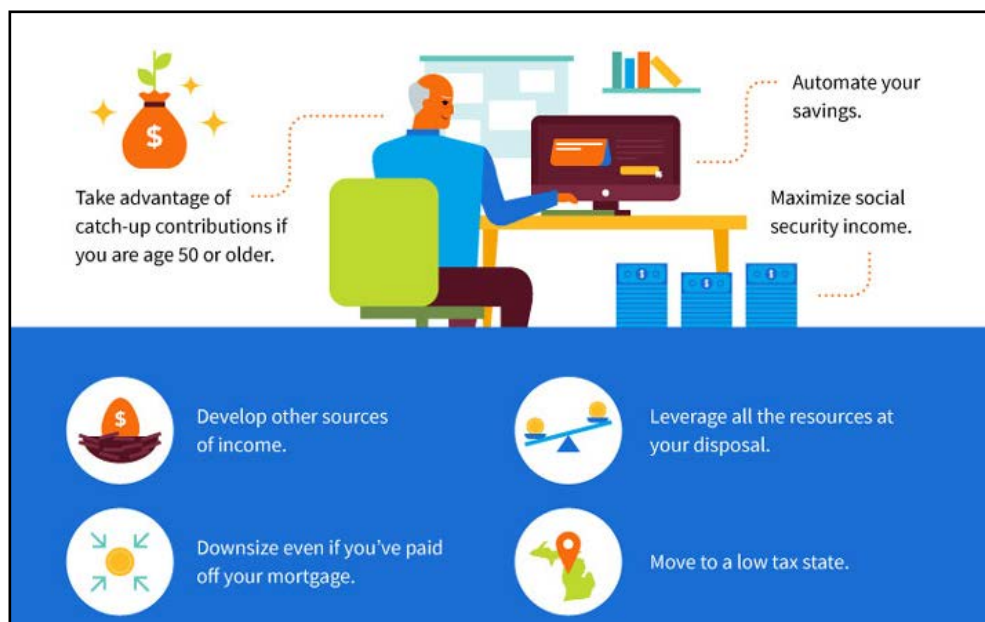 $
Take advantage of
catch-up contributions if
you are age 50 or older.
Automate your
savings.
Maximize social
security income.
$
$
$
$
Develop other sources
of income.
Leverage all the resources at
your disposal.
Downsize even if you've paid
off your mortgage.
Move to a low tax state.